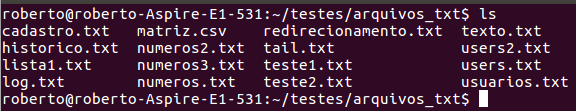 roberto@roberto-Aspire-E1-531:~/testes/arquivos_txt$ ls
cadastro.txt matriz.csv redirecionamento.txt texto.txt
historico.txt numeros2.txt tail.txt users2.txt
lista1.txt numeros3.txt teste1.txt users.txt
log.txt numeros.txt teste2.txt usuarios.txt
roberto@roberto-Aspire-E1-531:~/testes/arquivos_txt$